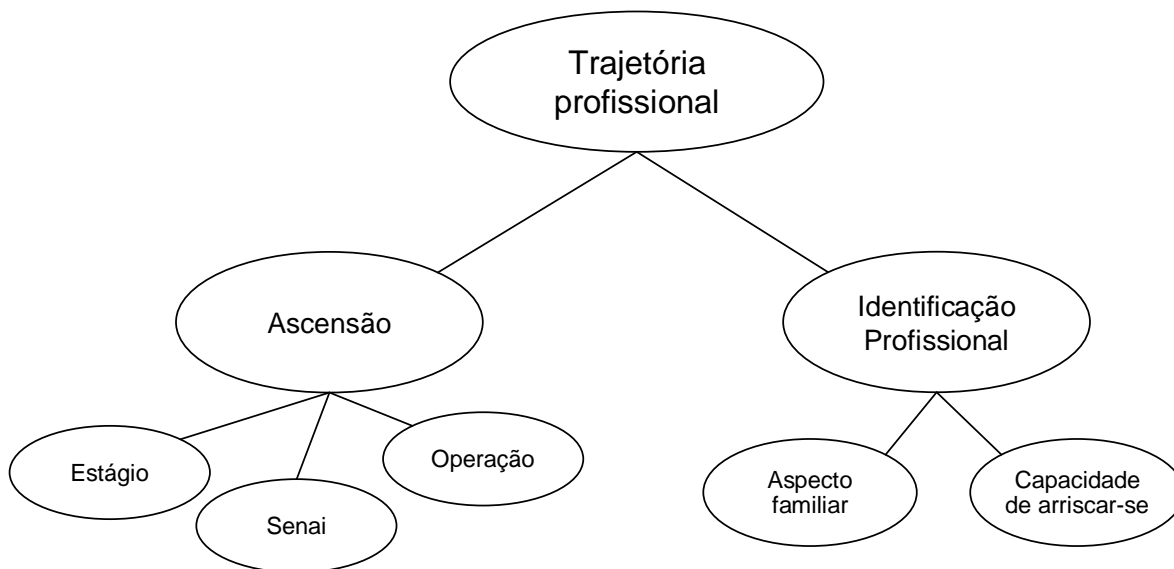 Trajetória
profissional
Ascensão
Identificação
Profissional
Estágio
Senai
Operação
Aspecto
familiar
Capacidade
de arriscar-se